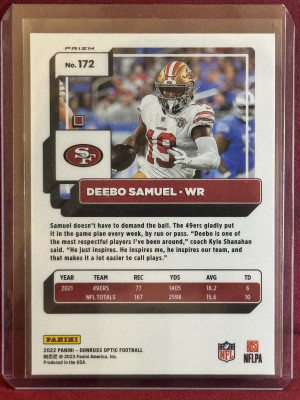 PRIZM
No. 172
19
SF
DEEBO SAMUEL · WR
Samuel doesn't have to demand the ball. The 49ers gladly put
it in the game plan every week, by run or pass. "Deebo is one of
the most respectful players I've been around," coach Kyle Shanahan
said. "He just inspires. He inspires me, he inspires our team, and
that makes it a lot easier to call plays."
YEAR TEAM REC YDS AVG TD
2021 49ERS 77 1405 18.2 6
NFL TOTALS 167 2598 15.6 10
PANINI
2022 PANINI - DONRUSS OPTIC FOOTBALL
© 2023 Panini America, Inc.
Produced in the USA.
NFL
NFLPA